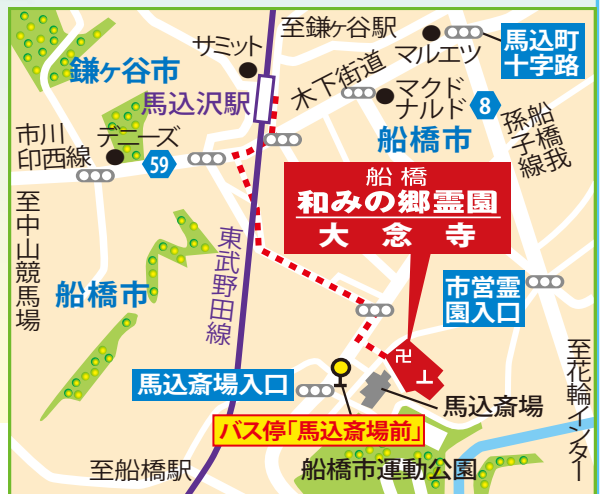 至鎌ヶ谷駅
サミット
マルエツ
馬込町
十字路
鎌ヶ谷市
木下街道
マクド
ナルド
8
馬込沢駅
船橋市
船橋
我孫子線
市川
印西線
デニーズ
59
船橋
和みの郷霊園
大念寺
至中山競馬場
東武野田線
船橋市
市営霊
園入口
卍
至花輪インター
馬込斎場入口
馬込斎場
バス停「馬込斎場前」
至船橋駅
船橋市運動公園